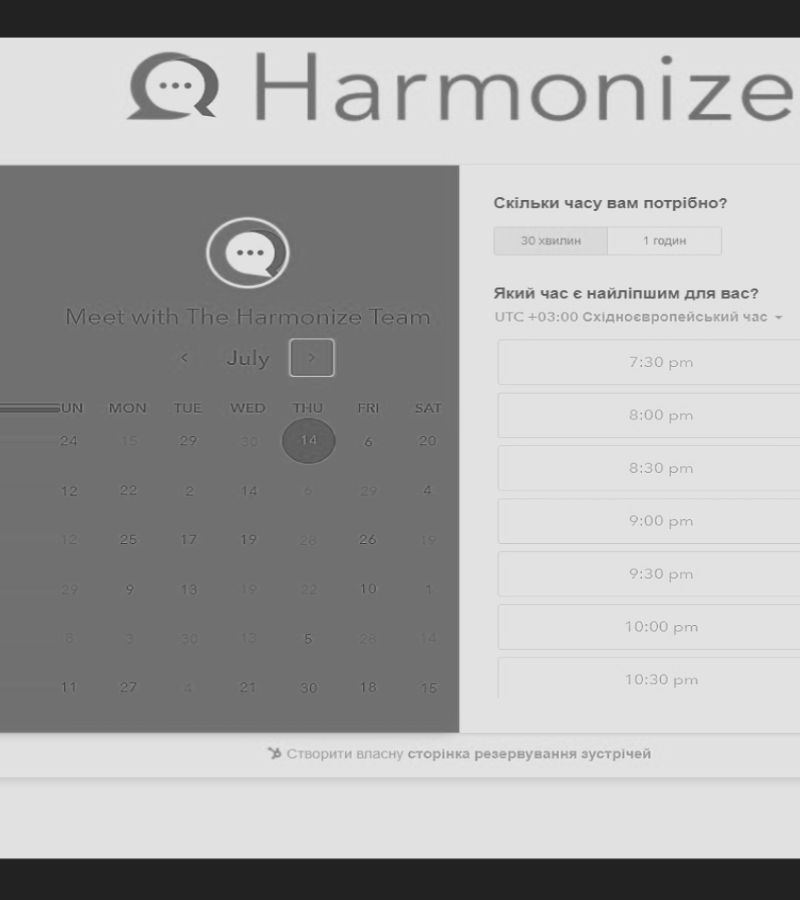 Harmonize
Meet with The Harmonize Team
July
UN MON TUE WED THU FRI SAT
24 15 29 30 14 6 20
12 22 2 14 6 29 4
12 25 17 19 28 26 19
29 9 13 19 22 10 1
8 3 30 13 5 28 14
11 27 4 21 30 18 15
Скільки часу вам потрібно?
30 хвилин 1 годин
Який час є найліпшим для вас?
UTC +03:00 Східноєвропейський час
7:30 pm
8:00 pm
8:30 pm
9:00 pm
9:30 pm
10:00 pm
10:30 pm
Створити власну сторінка резервування зустрічей